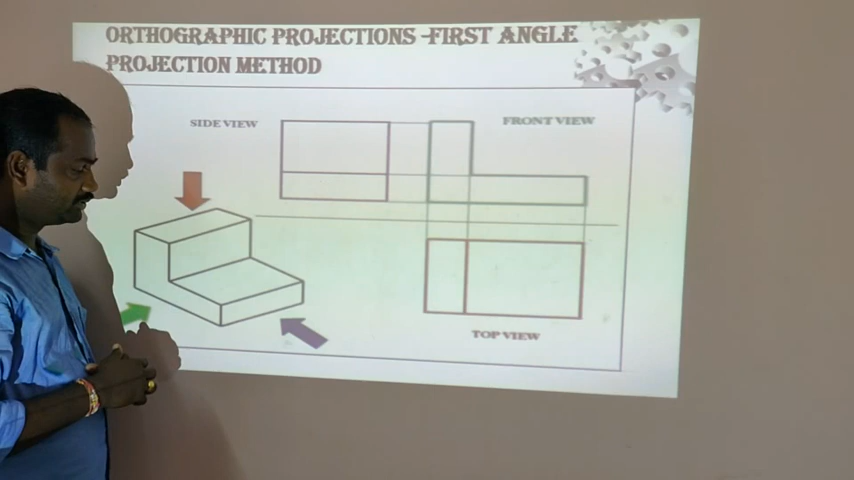 ORTHOGRAPHIC PROJECTIONS -FIRST ANGLE
PROJECTION METHOD
SIDE VIEW
FRONT VIEW
TOP VIEW